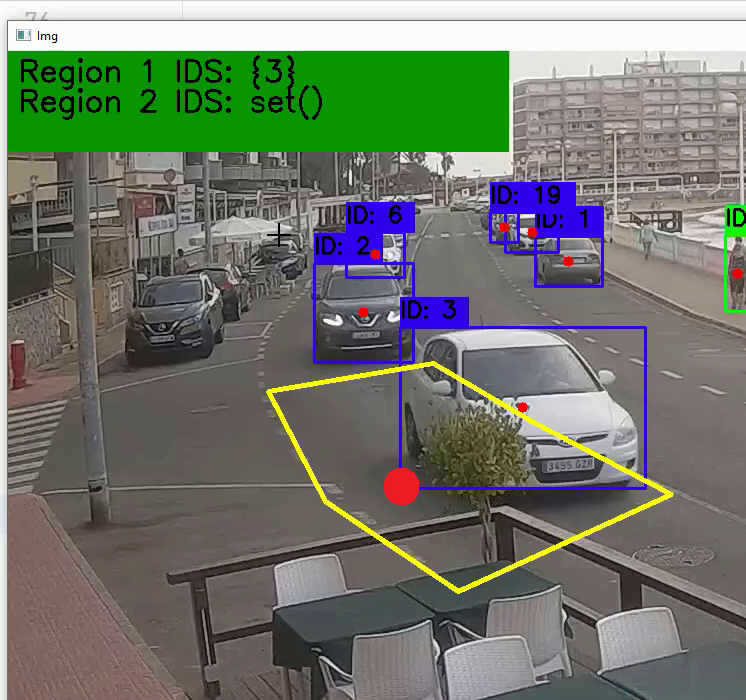 Img
Region 1 IDS: {3}
Region 2 IDS: set()
ID: 19
ID: 6
ID: 1
ID: 2
ID: 3
3495 GZR